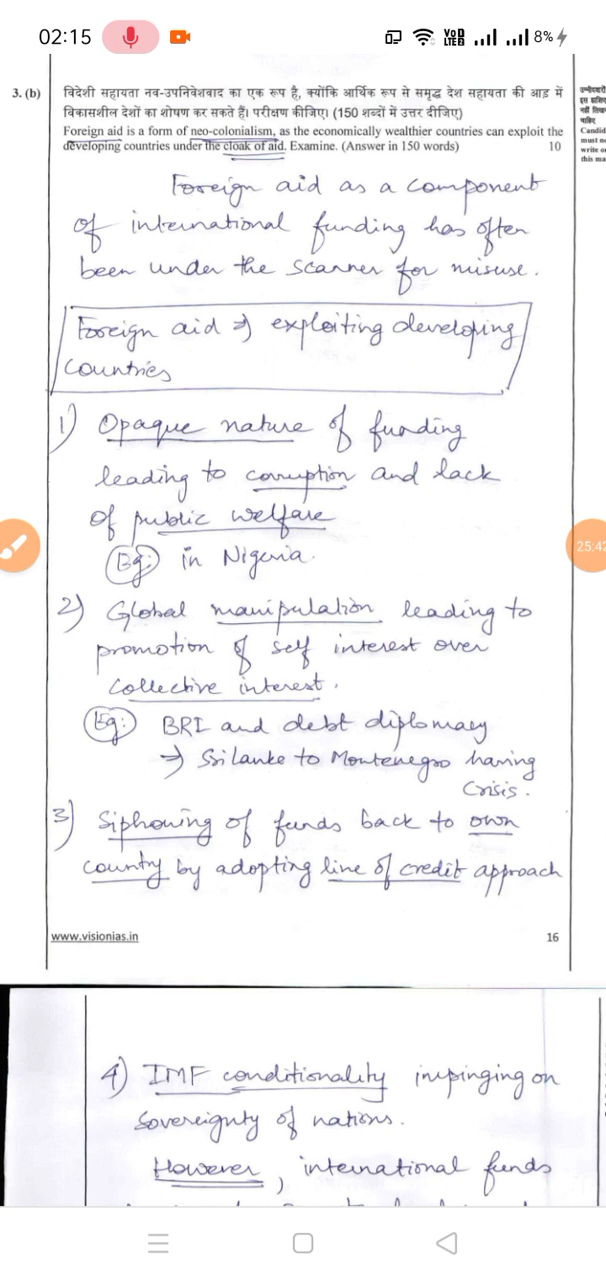 02:15
8%
3. (b) विदेशी सहायता नव-उपनिवेशवाद का एक रूप है, क्योंकि आर्थिक रूप से समृद्ध देश सहायता की आड़ में
विकासशील देशों का शोषण कर सकते हैं। परीक्षण कीजिए। (150 शब्दों में उत्तर दीजिए)
Foreign aid is a form of neo-colonialism, as the economically wealthier countries can exploit the
developing countries under the cloak of aid. Examine. (Answer in 150 words) 10
Foreign aid as a component
of international funding has often
been under the scanner for misuse.
Foreign aid ⇒ exploiting developing
Countries
1) Opaque nature of funding
leading to corruption and lack
of public welfare
Eg: in Nigeria.
2) Global manipulation leading to
promotion of self interest over
collective interest.
Eg: BRI and debt diplomacy
→ Sri Lanka to Montenegro having
Crisis.
3) Siphowing of funds back to own
country by adopting line of credit approach
25:42
www.visionias.in 16
4) IMF conditionality impinging on
Sovereignty of nations.
However, international funds